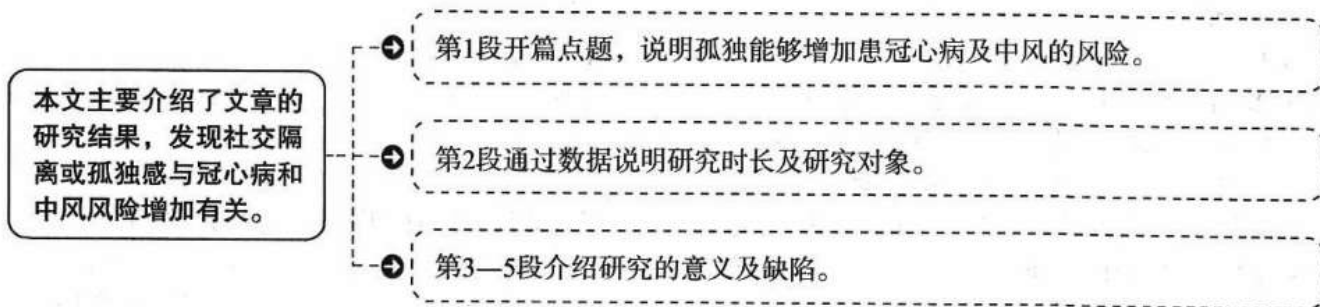 本文主要介绍了文章的
研究结果，发现社交隔
离或孤独感与冠心病和
中风风险增加有关。
第1段开篇点题，说明孤独能够增加患冠心病及中风的风险。
第2段通过数据说明研究时长及研究对象。
第3—5段介绍研究的意义及缺陷。